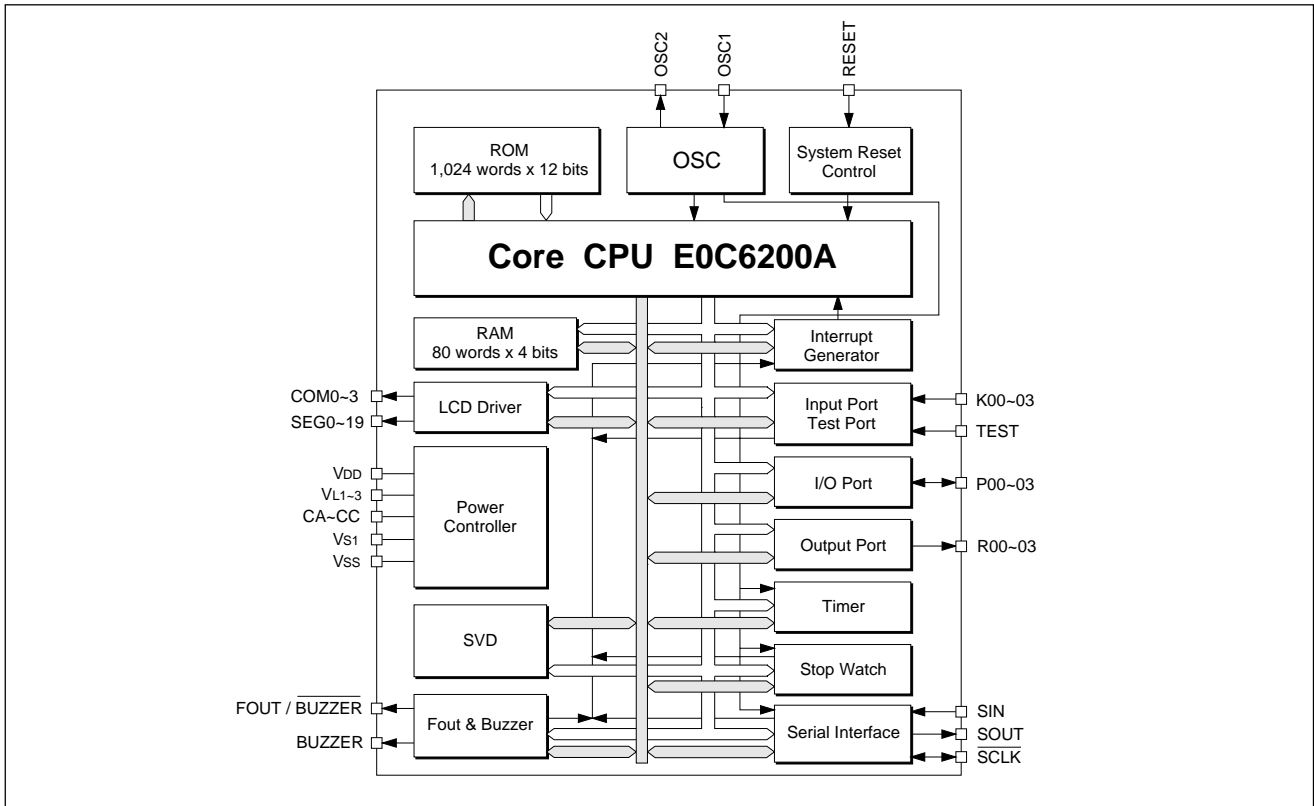 OSC2
OSC1
RESET
ROM
1,024 words x 12 bits
OSC
System Reset
Control
Core CPU E0C6200A
RAM
80 words x 4 bits
Interrupt
Generator
COM0~3
SEG0~19
LCD Driver
Input Port
Test Port
K00~03
TEST
VDD
VL1~3
CA~CC
VS1
VSS
Power
Controller
I/O Port
P00~03
Output Port
R00~03
Timer
SVD
Stop Watch
FOUT / BUZZER
BUZZER
Fout & Buzzer
Serial Interface
SIN
SOUT
SCLK